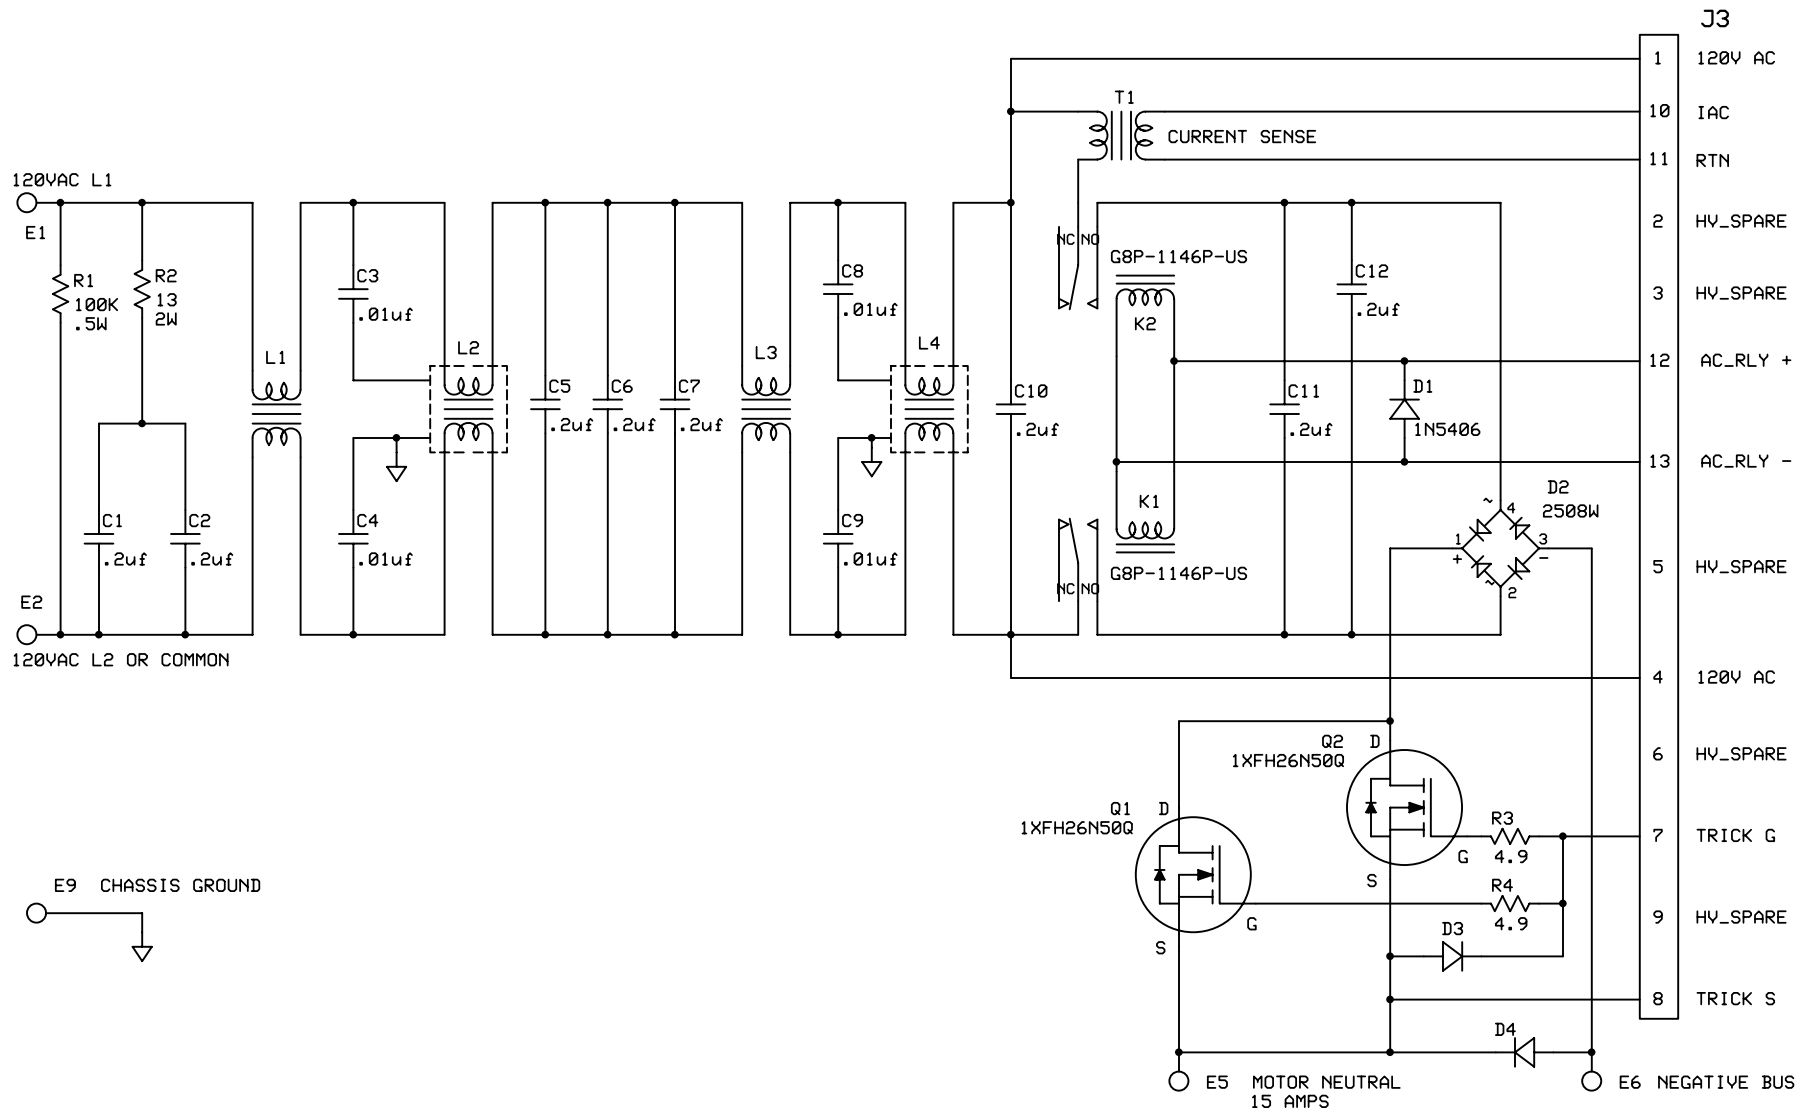 J3
1 120V AC
T1
10 IAC
CURRENT SENSE
11 RTN
120VAC L1
E1
2 HV_SPARE
NC NO
G8P-1146P-US
R1
100K
.5W
R2
13
2W
C3
.01uf
C8
.01uf
K2
C12
.2uf
3 HV_SPARE
L1
L2
L3
L4
12 AC_RLY +
C5
.2uf
C6
.2uf
C7
.2uf
C10
.2uf
C11
.2uf
D1
1N5406
13 AC_RLY -
C1
.2uf
C2
.2uf
C4
.01uf
C9
.01uf
K1
G8P-1146P-US
NC NO
D2
2508W
~
4
1
+
3
-
~
2
5 HV_SPARE
E2
120VAC L2 OR COMMON
4 120V AC
Q2 D
1XFH26N50Q
6 HV_SPARE
Q1 D
1XFH26N50Q
R3
4.9
7 TRICK G
G
S
R4
4.9
E9 CHASSIS GROUND
9 HV_SPARE
G
S
D3
8 TRICK S
D4
E5 MOTOR NEUTRAL
15 AMPS
E6 NEGATIVE BUS